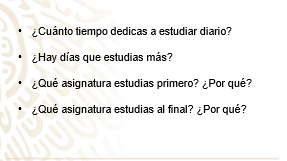 • ¿Cuánto tiempo dedicas a estudiar diario?
• ¿Hay días que estudias más?
• ¿Qué asignatura estudias primero? ¿Por qué?
• ¿Qué asignatura estudias al final? ¿Por qué?